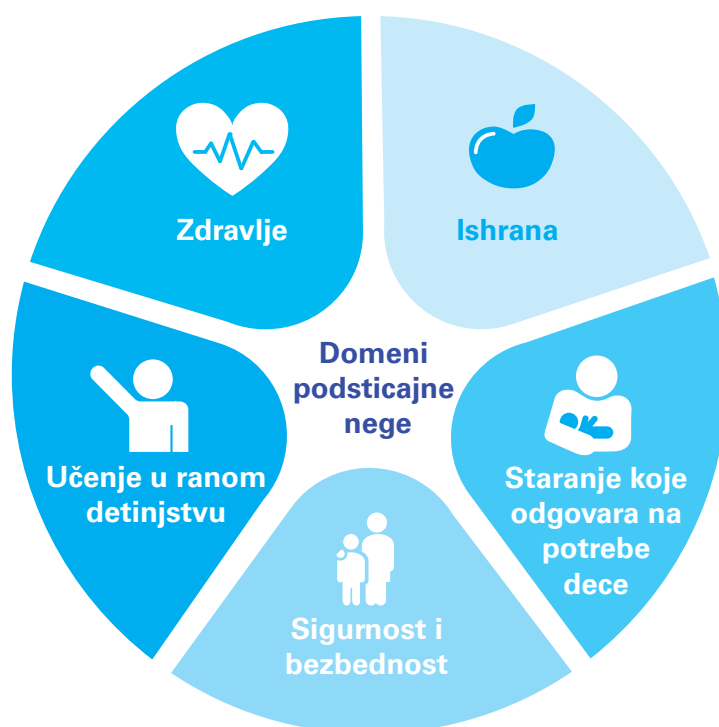 Zdravlje
Ishrana
Domeni
podsticajne
nege
Učenje u ranom
detinjstvu
Staranje koje
odgovara na
potrebe
dece
Sigurnost i
bezbednost